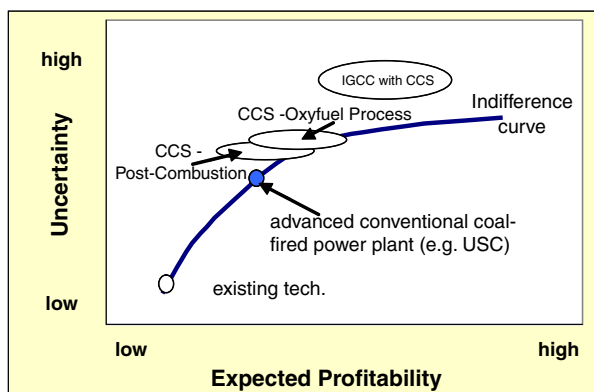 high
IGCC with CCS
CCS -Oxyfuel Process
Indifference
curve
CCS -
Post-Combustion
Uncertainty
advanced conventional coal-
fired power plant (e.g. USC)
existing tech.
low
low
high
Expected Profitability